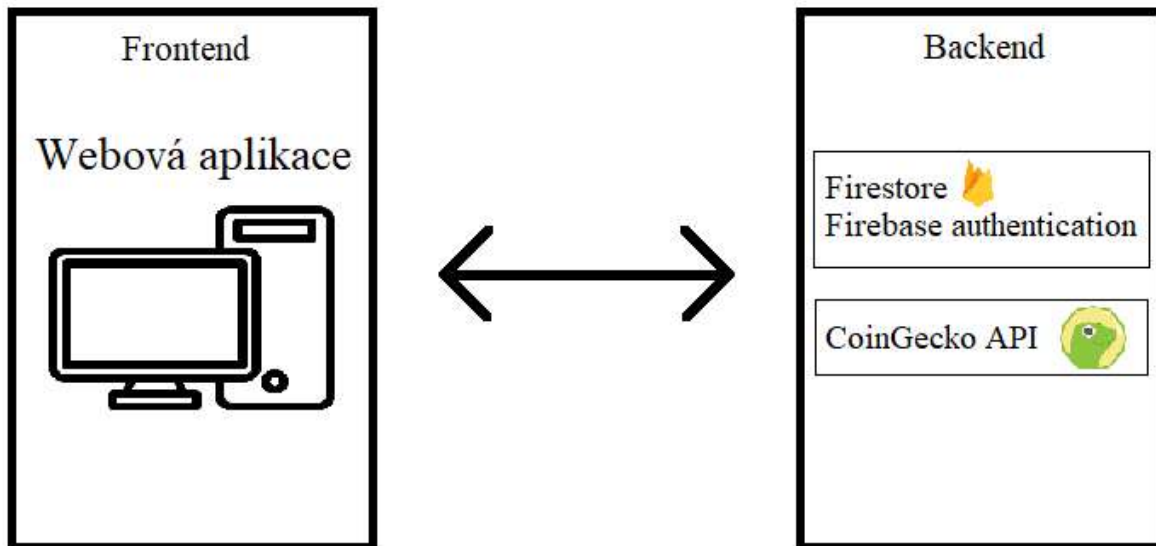 Frontend
Webová aplikace
Backend
Firestore
Firebase authentication
CoinGecko API